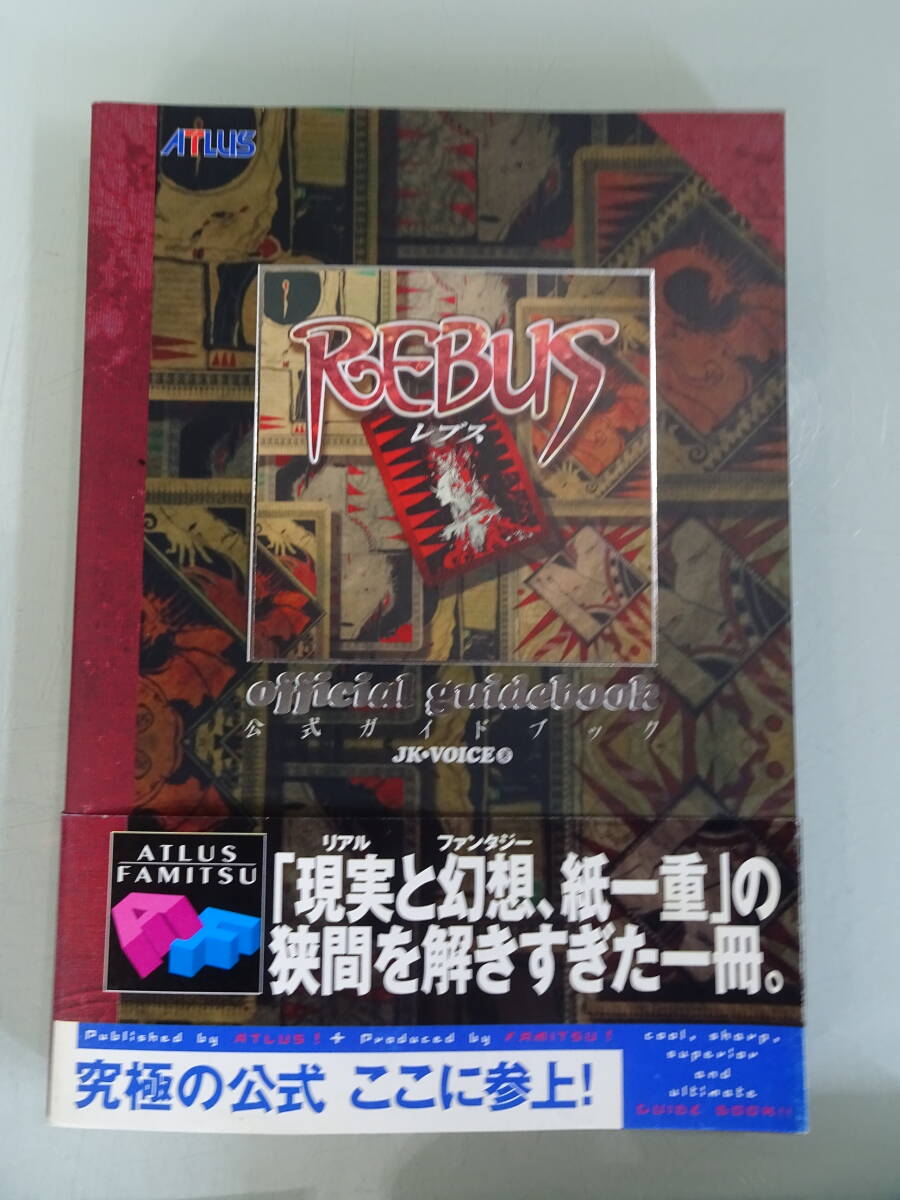 ATLUS
REBUS
レブス
official guidebook
公式ガイドブック
JK・VOICE
ATLUS
FAMITSU
リアル ファンタジー
「現実と幻想、紙一重」の
狭間を解きすぎた一冊。
Published by ATLUS! + Produced by FAMITSU!
cool, sharp,
superior
and
ultimate
究極の公式 ここに参上!